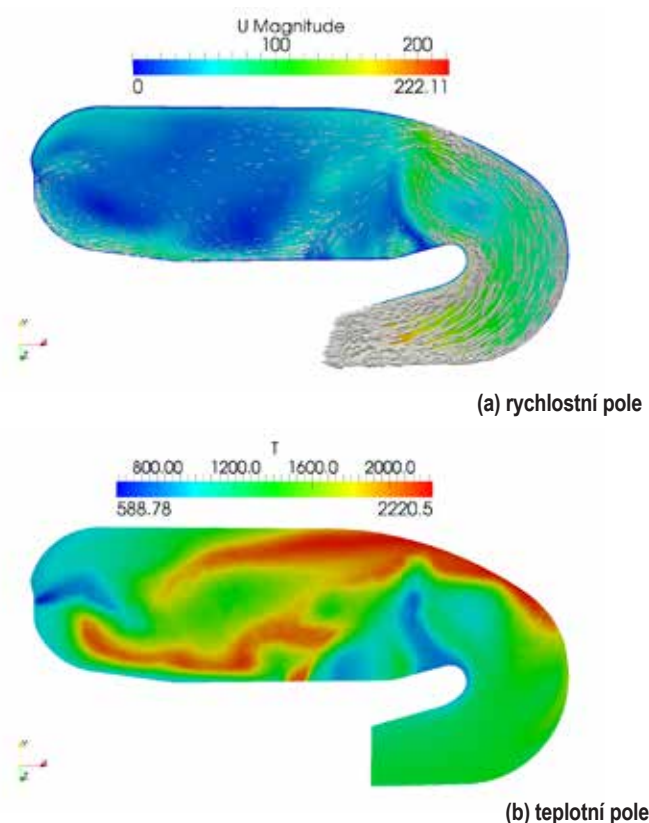 U Magnitude
100 200
0 222.11
(a) rychlostní pole
T
800.00 1200.0 1600.0 2000.0
588.78 2220.5
(b) teplotní pole